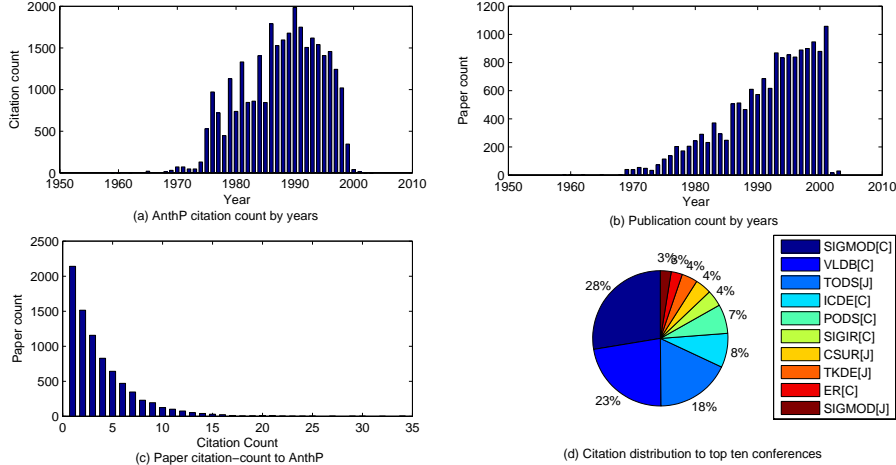 2000
1500
1000
500
0
1950 1960 1970 1980 1990 2000 2010
Citation count
Year
(a) AnthP citation count by years
1200
1000
800
600
400
200
0
1950 1960 1970 1980 1990 2000 2010
Paper count
Year
(b) Publication count by years
2500
2000
1500
1000
500
0
0 5 10 15 20 25 30 35
Paper count
Citation Count
(c) Paper citation−count to AnthP
28%
23%
18%
8%
7%
4%
4%
4%
3%
3%
SIGMOD[C]
VLDB[C]
TODS[J]
ICDE[C]
PODS[C]
SIGIR[C]
CSUR[J]
TKDE[J]
ER[C]
SIGMOD[J]
(d) Citation distribution to top ten conferences